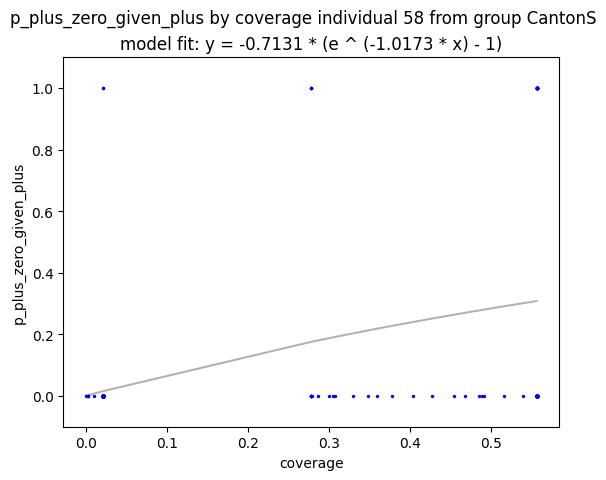 p_plus_zero_given_plus by coverage individual 58 from group CantonS
model fit: y = -0.7131 * (e ^ (-1.0173 * x) - 1)
1.0
0.8
0.6
0.4
0.2
0.0
p_plus_zero_given_plus
0.0 0.1 0.2 0.3 0.4 0.5
coverage